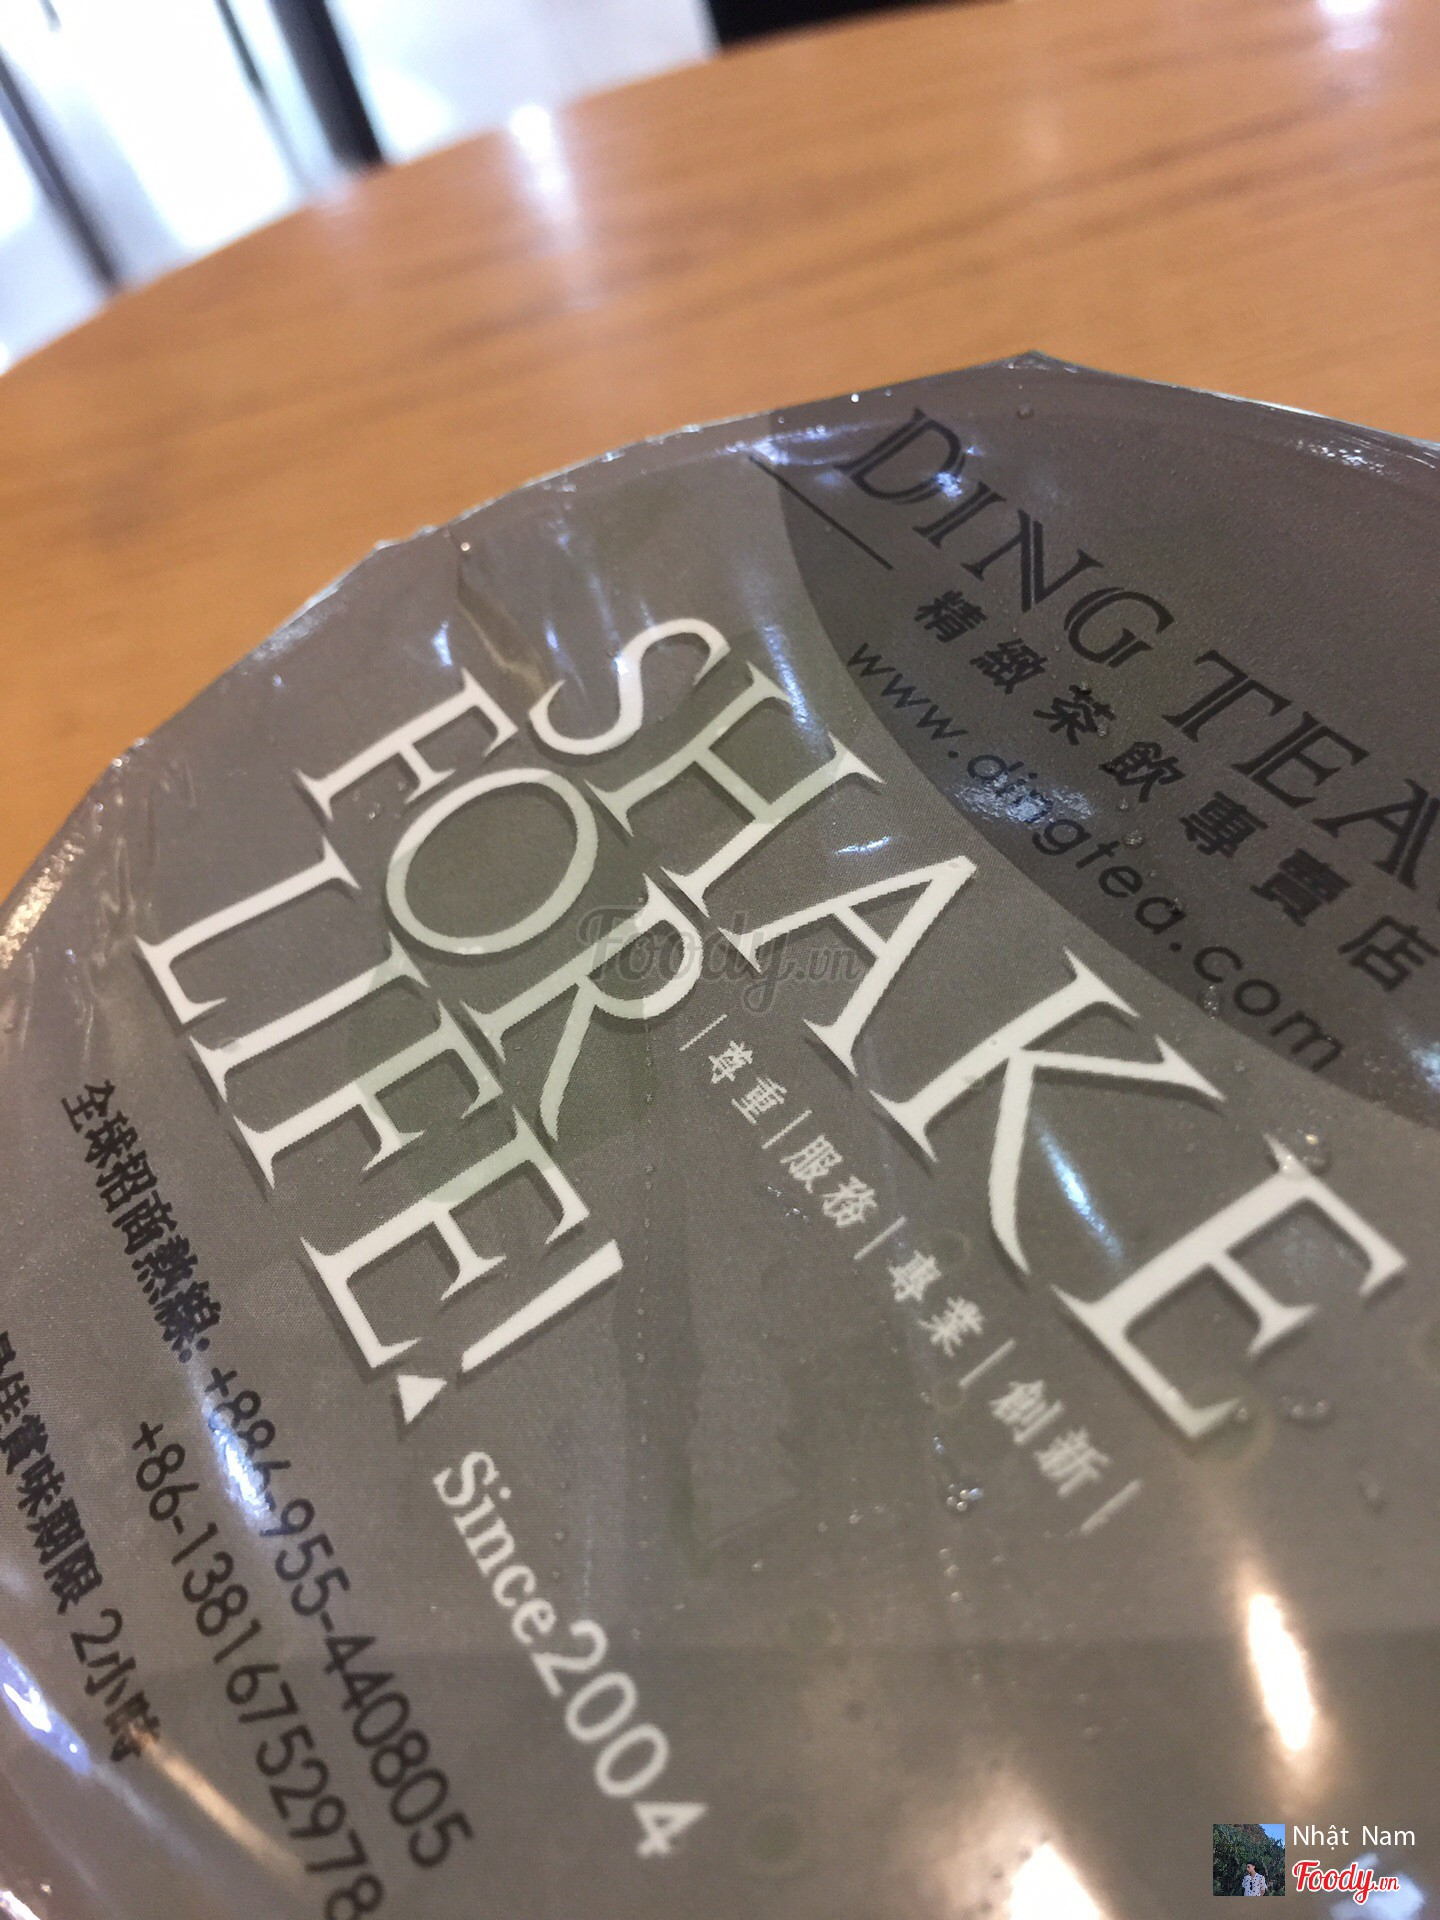 DING TEA
精緻茶飲專賣店
www.dingtea.com
SHAKE
FOR
LIFE!
|尊重|服務|專業|創新|
Since2004
全球招商熱線: +886-955-440805
+86-13816752978
最佳賞味期限 2小時
Foody.vn
Nhật Nam
Foody.vn